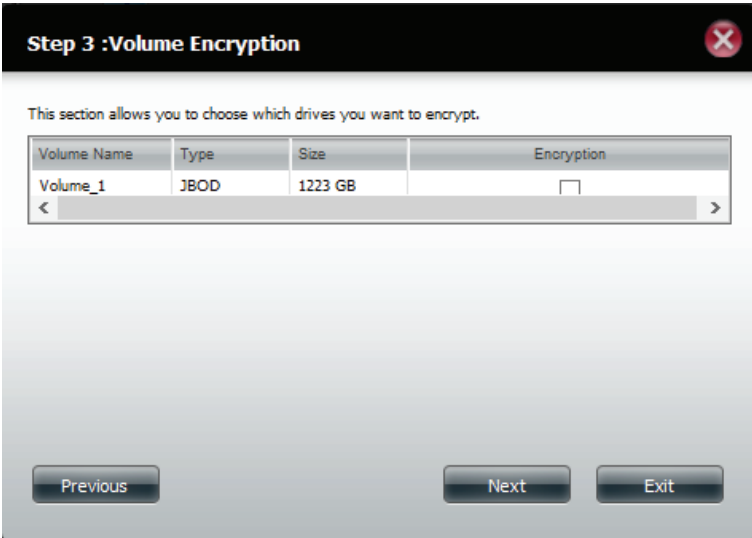 Step 3 :Volume Encryption
This section allows you to choose which drives you want to encrypt.
Volume Name Type Size Encryption
Volume_1 JBOD 1223 GB
Previous Next Exit